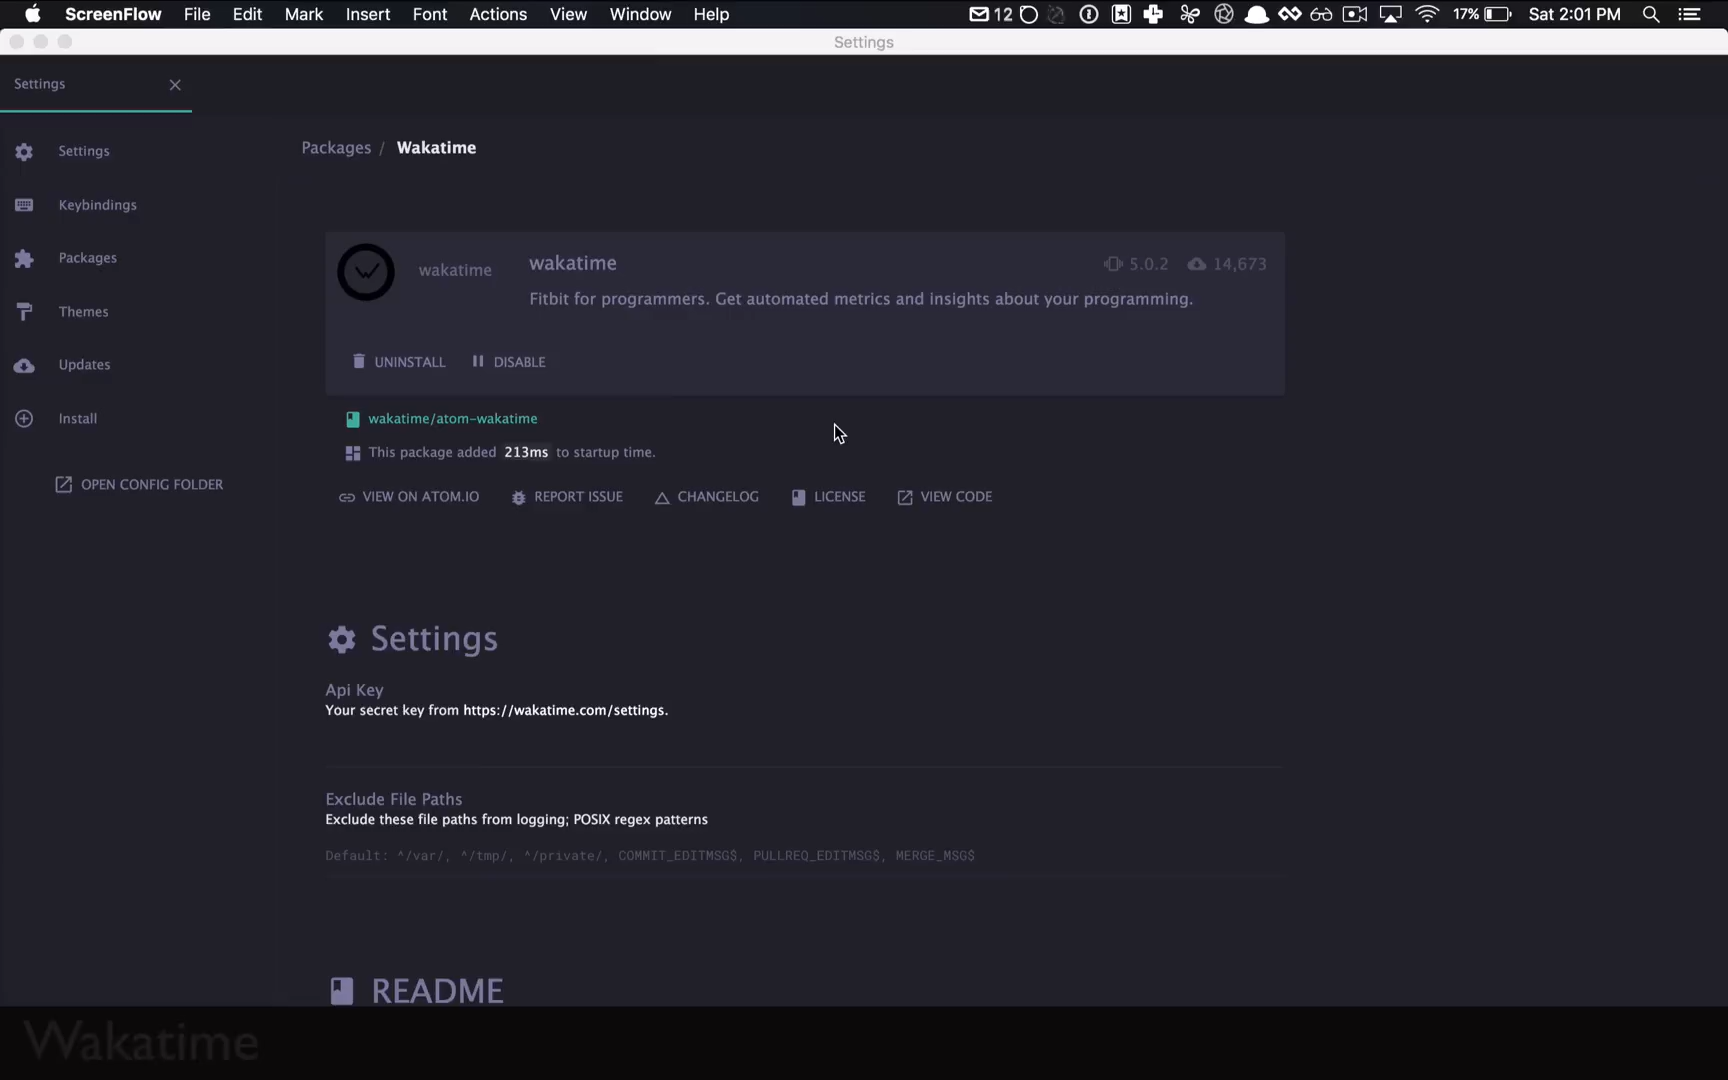 ScreenFlow File Edit Mark Insert Font Actions View Window Help 12 17% Sat 2:01 PM
Settings
Settings
Settings
Keybindings
Packages
Themes
Updates
Install
OPEN CONFIG FOLDER
Packages / Wakatime
wakatime
wakatime
5.0.2 14,673
Fitbit for programmers. Get automated metrics and insights about your programming.
UNINSTALL DISABLE
wakatime/atom-wakatime
This package added 213ms to startup time.
VIEW ON ATOM.IO REPORT ISSUE CHANGELOG LICENSE VIEW CODE
Settings
Api Key
Your secret key from https://wakatime.com/settings.
Exclude File Paths
Exclude these file paths from logging; POSIX regex patterns
Default: ^/var/, ^/tmp/, ^/private/, COMMIT_EDITMSG$, PULLREQ_EDITMSG$, MERGE_MSG$
README
Wakatime